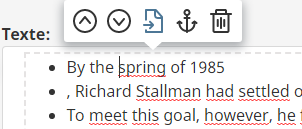 Texte:
By the spring of 1985
, Richard Stallman had settled
To meet this goal, however, he